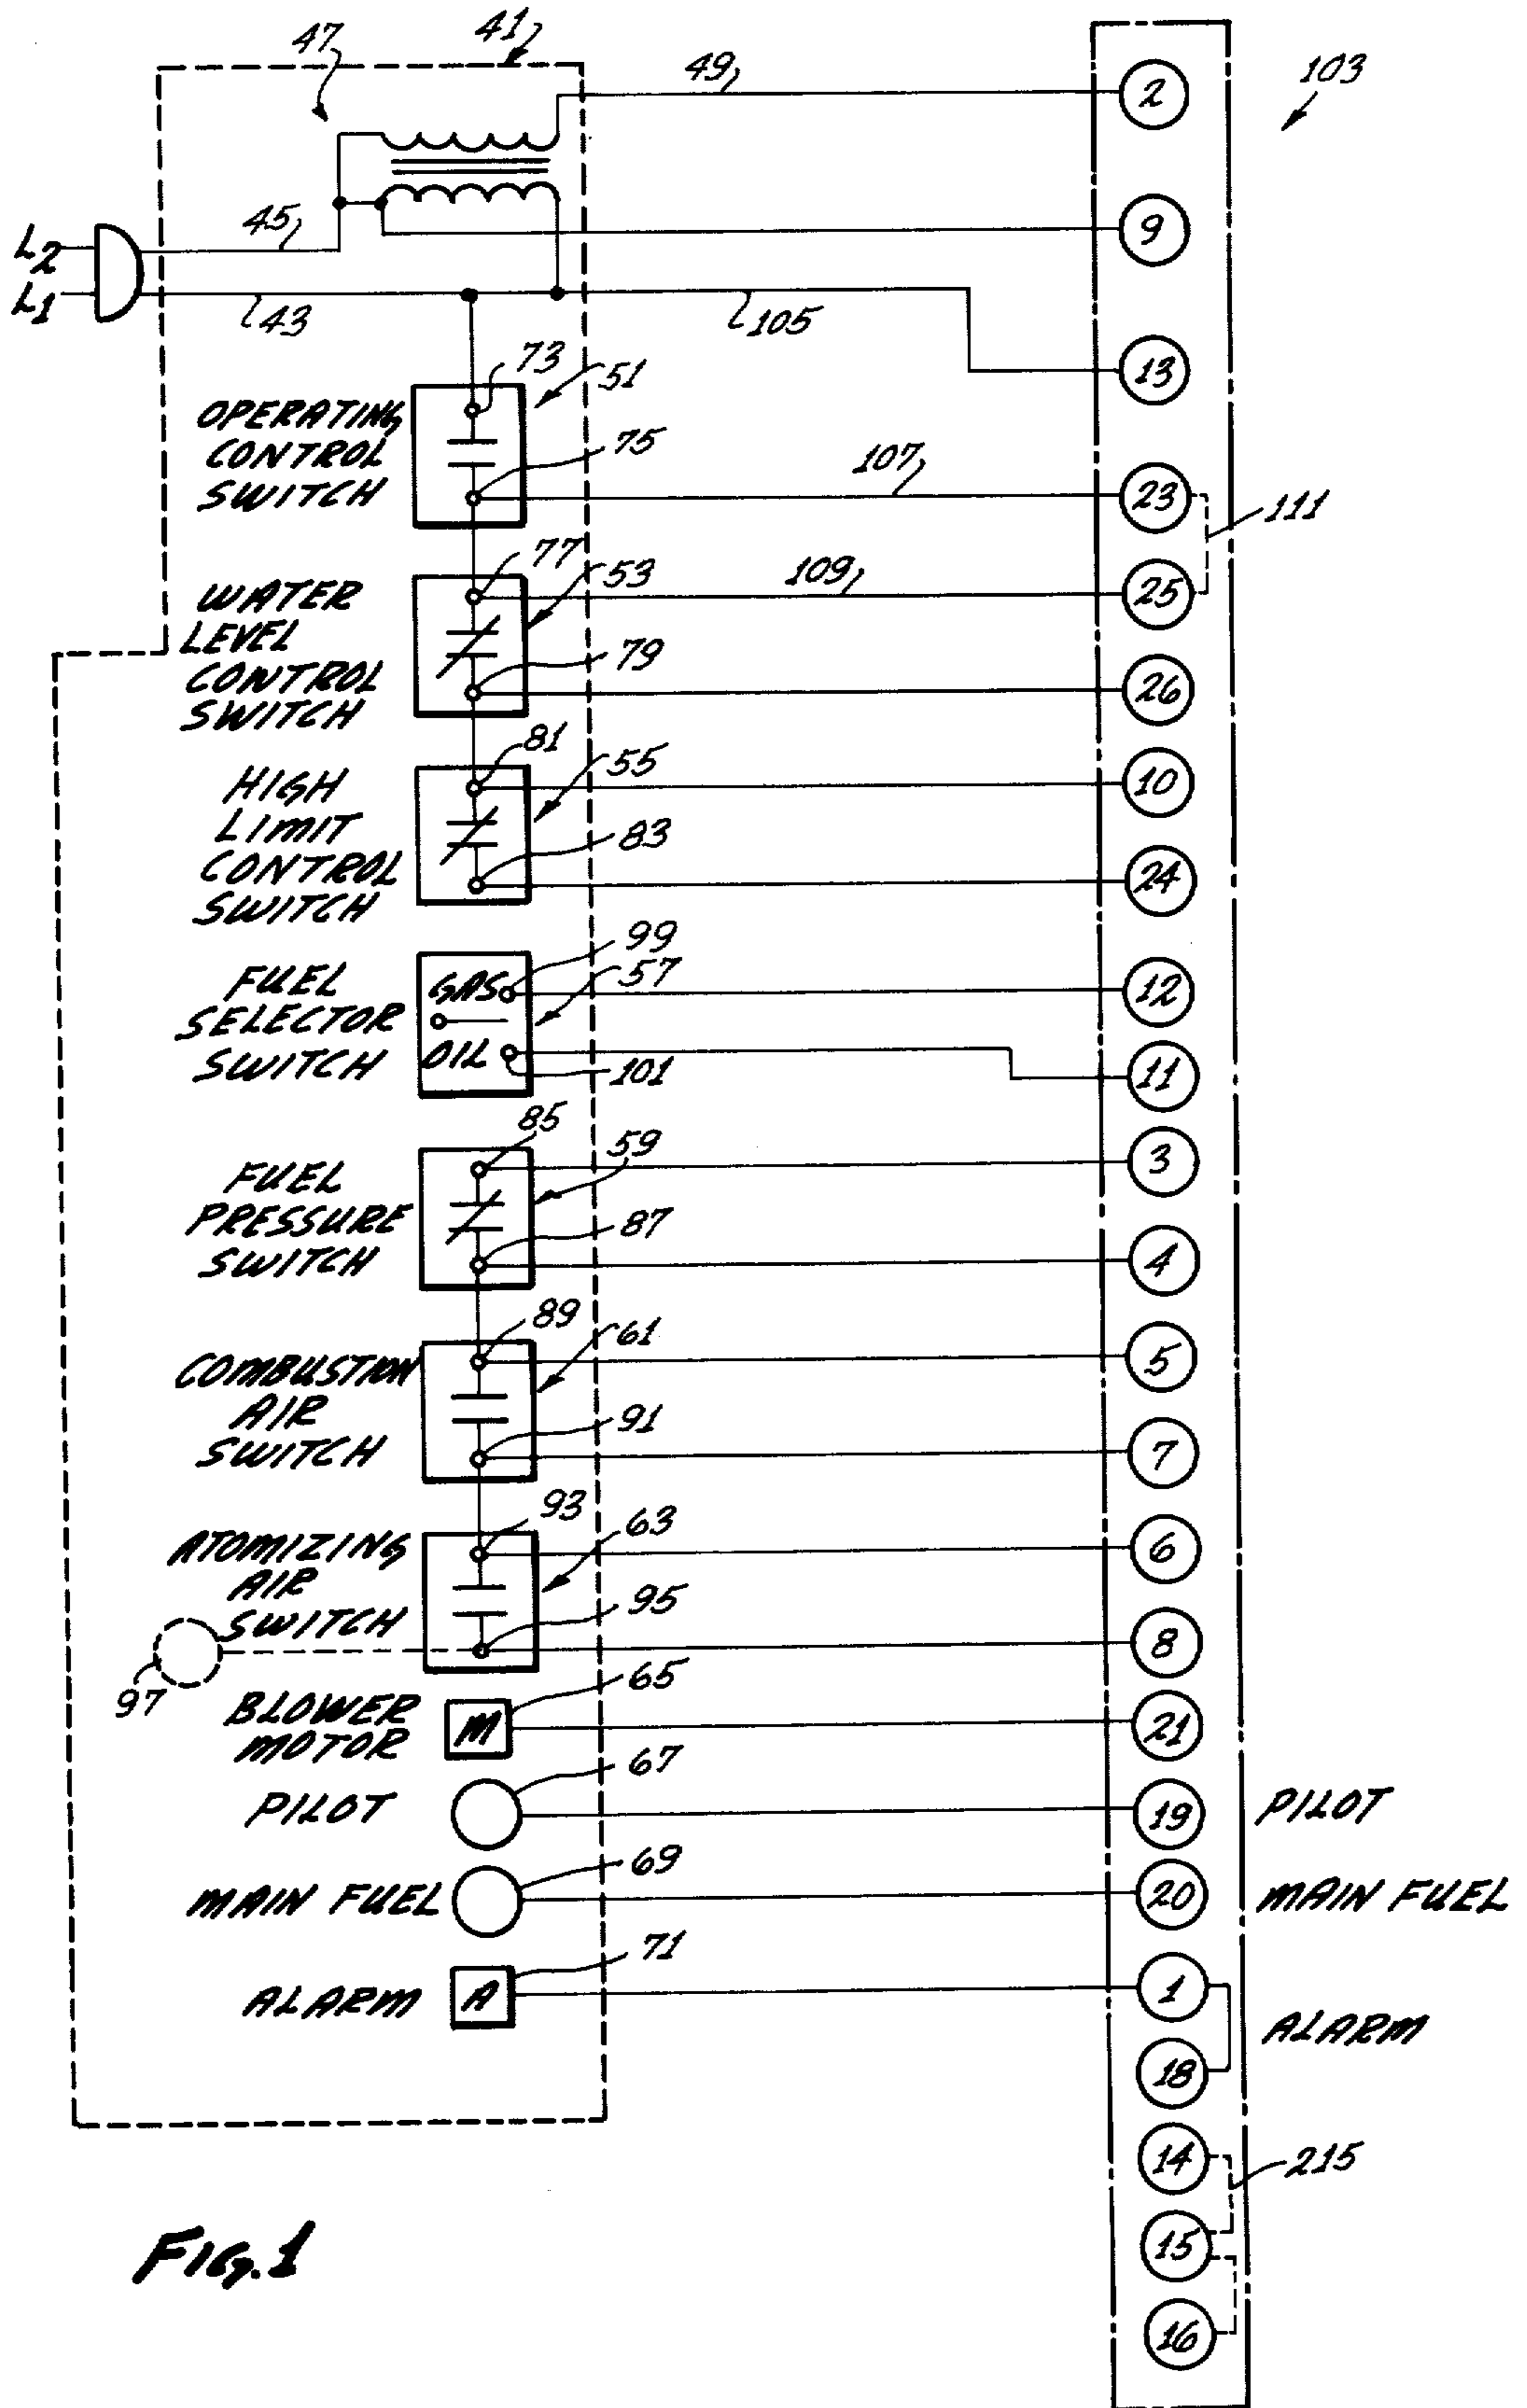 47
41
49
2
103
45
9
L2
L1
43
105
13
73
51
OPERATING
CONTROL
SWITCH
75
107
23
111
77
53
109
25
WATER
LEVEL
CONTROL
SWITCH
79
26
81
55
10
HIGH
LIMIT
CONTROL
SWITCH
83
24
99
57
FUEL
SELECTOR
SWITCH
GAS
OIL
12
101
11
85
59
3
FUEL
PRESSURE
SWITCH
87
4
89
61
5
COMBUSTION
AIR
SWITCH
91
7
93
63
6
ATOMIZING
AIR
SWITCH
95
8
97
BLOWER
MOTOR
M
65
21
PILOT
67
19
PILOT
MAIN FUEL
69
20
MAIN FUEL
ALARM
A
71
1
ALARM
18
14
215
15
16
Fig. 1